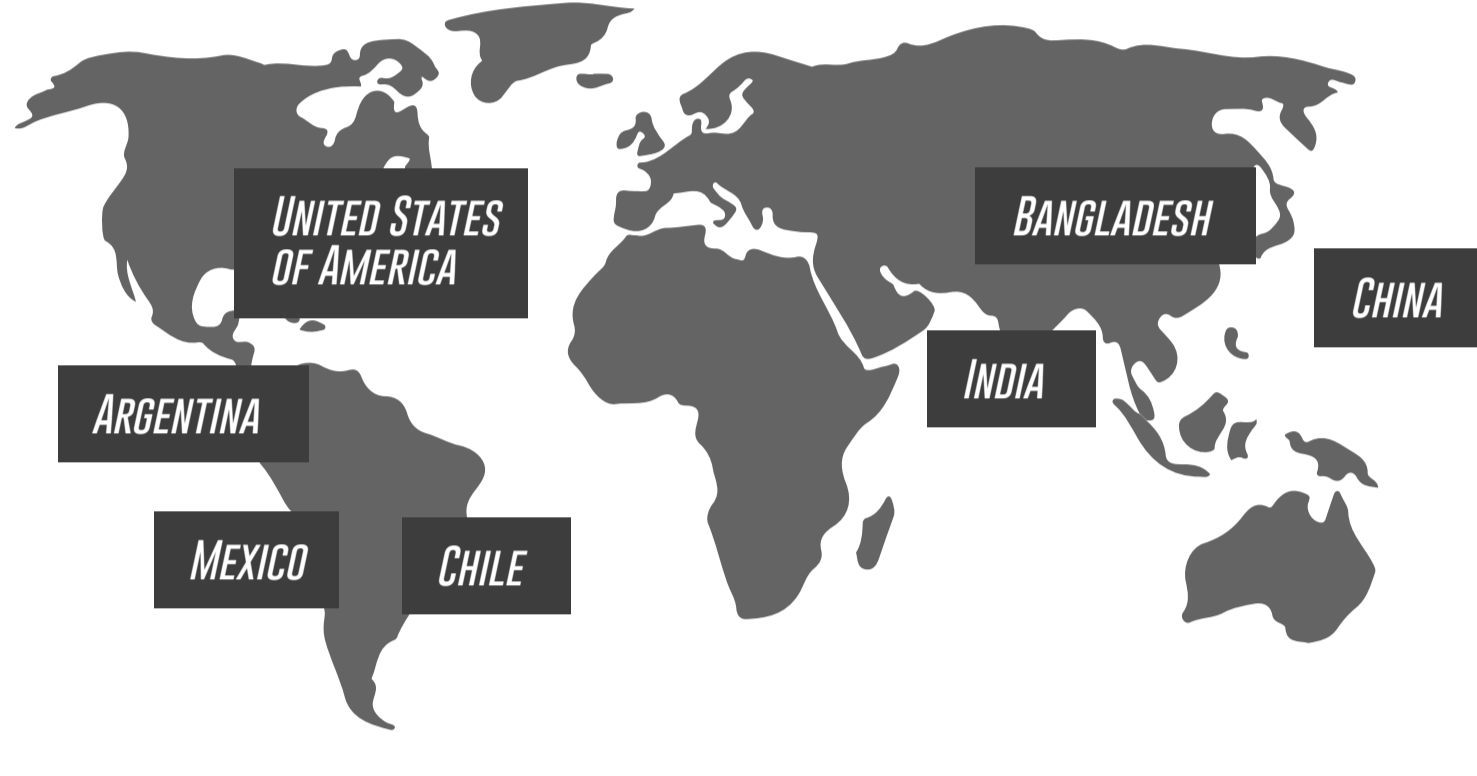 United States
of America
Bangladesh
China
India
Argentina
Mexico
Chile